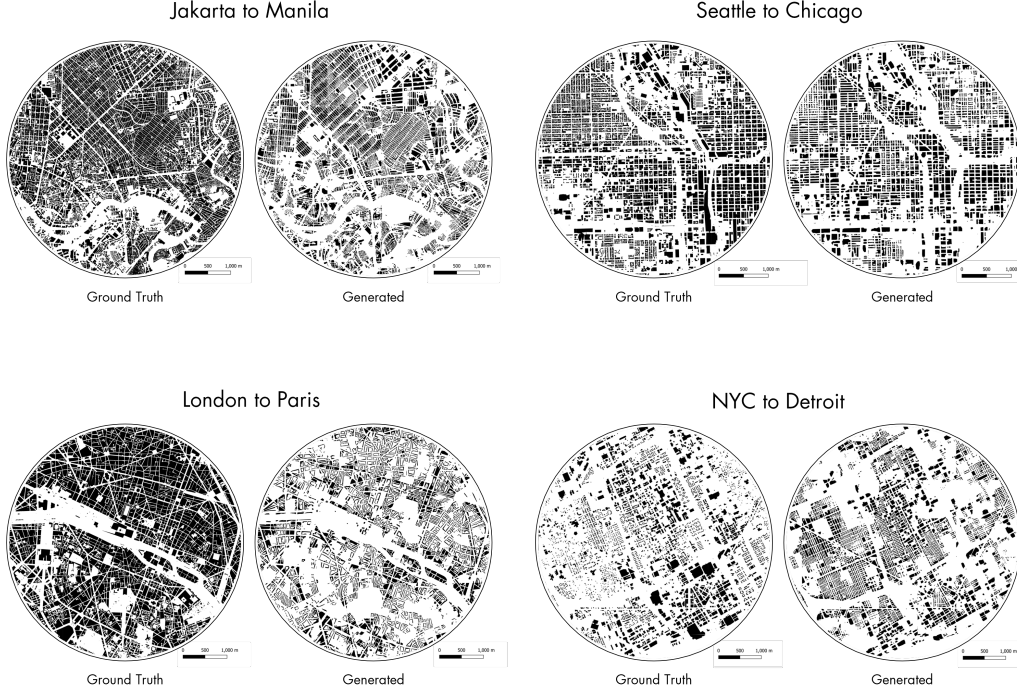 Jakarta to Manila
Seattle to Chicago
0 500 1,000 m
0 500 1,000 m
0 500 1,000 m
0 500 1,000 m
Ground Truth
Generated
Ground Truth
Generated
London to Paris
NYC to Detroit
0 500 1,000 m
0 500 1,000 m
0 500 1,000 m
0 500 1,000 m
Ground Truth
Generated
Ground Truth
Generated